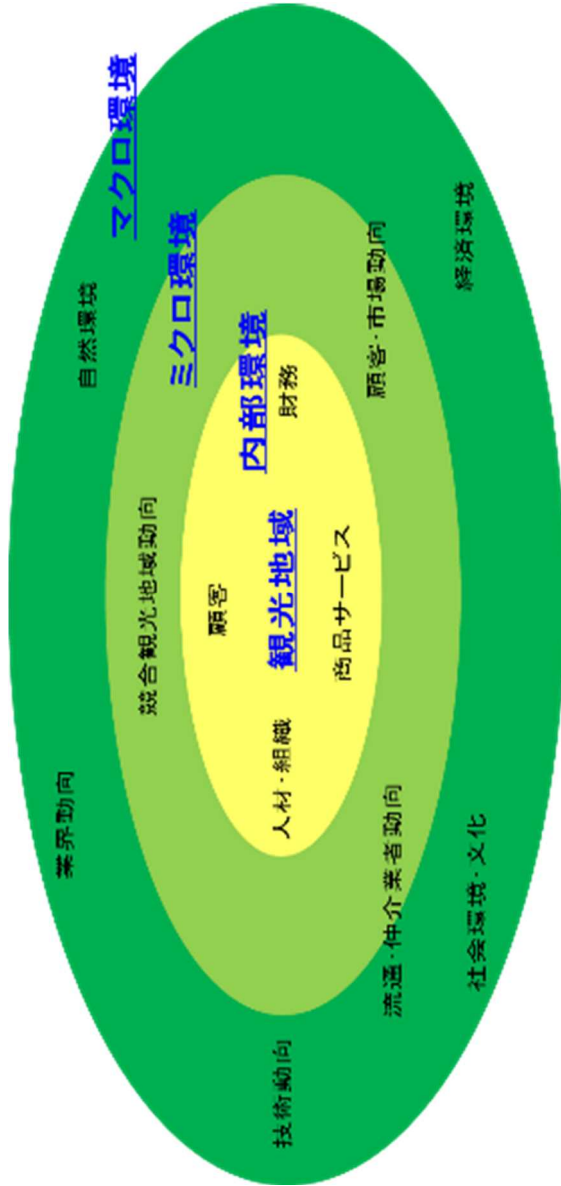 マクロ環境
業界動向
自然環境
ミクロ環境
競合観光地域動向
顧客
内部環境
技術動向
人材・組織
観光地域
財務
商品サービス
流通・仲介業者動向
顧客・市場動向
社会環境・文化
経済環境